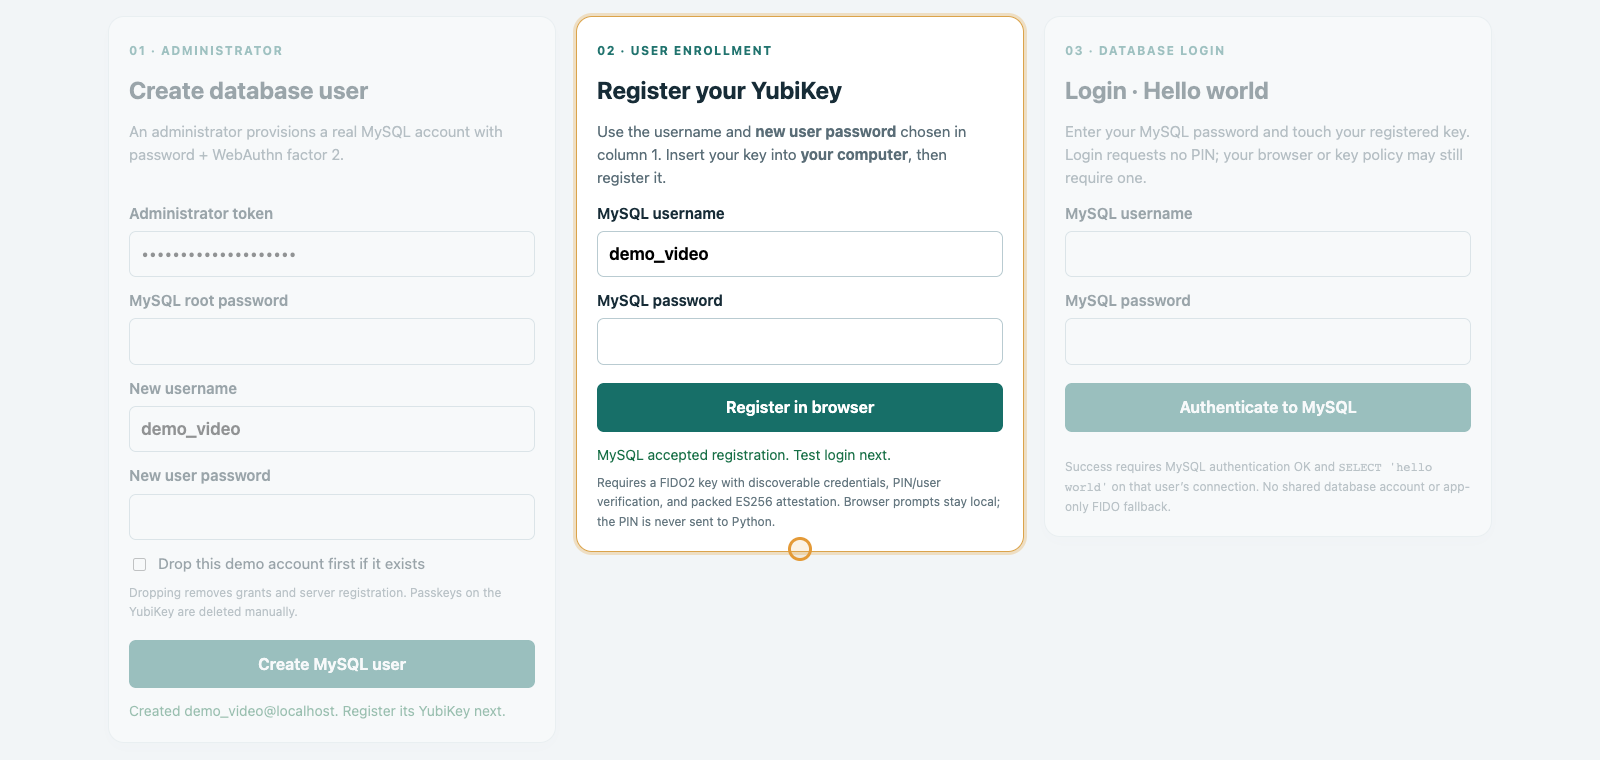 01 · ADMINISTRATOR
Create database user
An administrator provisions a real MySQL account with
password + WebAuthn factor 2.
Administrator token
••••••••••••••••••••
MySQL root password
New username
demo_video
New user password
Drop this demo account first if it exists
Dropping removes grants and server registration. Passkeys on the
YubiKey are deleted manually.
Create MySQL user
Created demo_video@localhost. Register its YubiKey next.
02 · USER ENROLLMENT
Register your YubiKey
Use the username and new user password chosen in
column 1. Insert your key into your computer, then
register it.
MySQL username
demo_video
MySQL password
Register in browser
MySQL accepted registration. Test login next.
Requires a FIDO2 key with discoverable credentials, PIN/user
verification, and packed ES256 attestation. Browser prompts stay local;
the PIN is never sent to Python.
03 · DATABASE LOGIN
Login · Hello world
Enter your MySQL password and touch your registered key.
Login requests no PIN; your browser or key policy may still
require one.
MySQL username
MySQL password
Authenticate to MySQL
Success requires MySQL authentication OK and SELECT 'hello
world' on that user's connection. No shared database account or app-
only FIDO fallback.